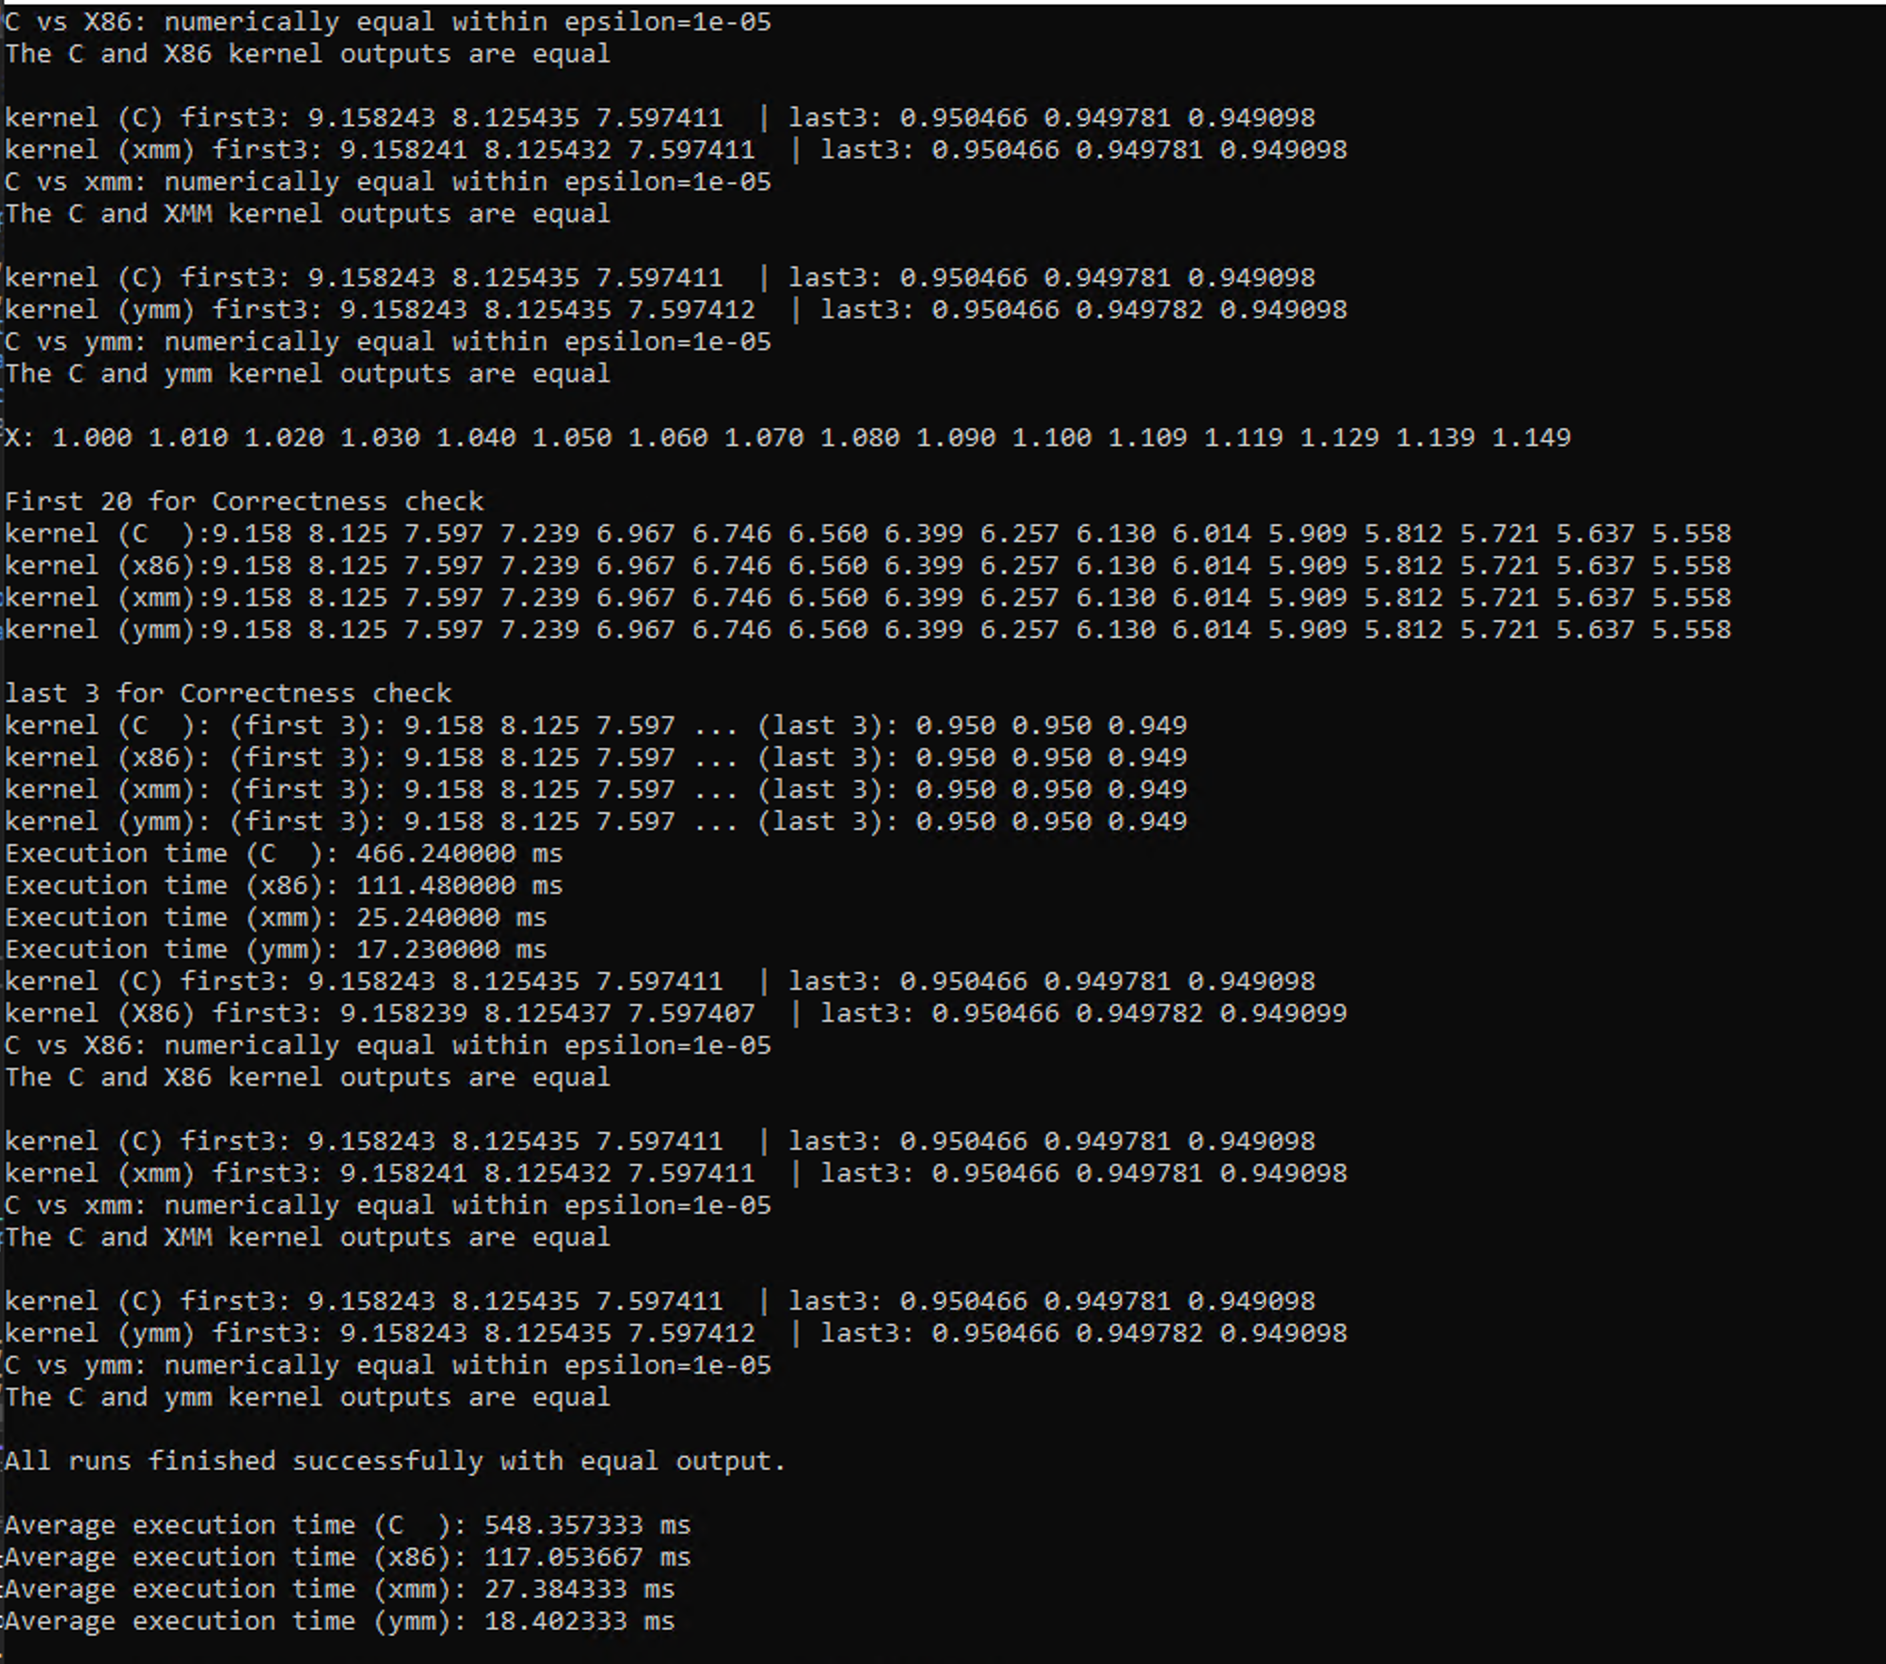 C vs X86: numerically equal within epsilon=1e-05
The C and X86 kernel outputs are equal
kernel (C) first3: 9.158243 8.125435 7.597411  | last3: 0.950466 0.949781 0.949098
kernel (xmm) first3: 9.158241 8.125432 7.597411  | last3: 0.950466 0.949781 0.949098
C vs xmm: numerically equal within epsilon=1e-05
The C and XMM kernel outputs are equal
kernel (C) first3: 9.158243 8.125435 7.597411  | last3: 0.950466 0.949781 0.949098
kernel (ymm) first3: 9.158243 8.125435 7.597412  | last3: 0.950466 0.949782 0.949098
C vs ymm: numerically equal within epsilon=1e-05
The C and ymm kernel outputs are equal
X: 1.000 1.010 1.020 1.030 1.040 1.050 1.060 1.070 1.080 1.090 1.100 1.109 1.119 1.129 1.139 1.149
First 20 for Correctness check
kernel (C  ):9.158 8.125 7.597 7.239 6.967 6.746 6.560 6.399 6.257 6.130 6.014 5.909 5.812 5.721 5.637 5.558
kernel (x86):9.158 8.125 7.597 7.239 6.967 6.746 6.560 6.399 6.257 6.130 6.014 5.909 5.812 5.721 5.637 5.558
kernel (xmm):9.158 8.125 7.597 7.239 6.967 6.746 6.560 6.399 6.257 6.130 6.014 5.909 5.812 5.721 5.637 5.558
kernel (ymm):9.158 8.125 7.597 7.239 6.967 6.746 6.560 6.399 6.257 6.130 6.014 5.909 5.812 5.721 5.637 5.558
last 3 for Correctness check
kernel (C  ): (first 3): 9.158 8.125 7.597 ... (last 3): 0.950 0.950 0.949
kernel (x86): (first 3): 9.158 8.125 7.597 ... (last 3): 0.950 0.950 0.949
kernel (xmm): (first 3): 9.158 8.125 7.597 ... (last 3): 0.950 0.950 0.949
kernel (ymm): (first 3): 9.158 8.125 7.597 ... (last 3): 0.950 0.950 0.949
Execution time (C  ): 466.240000 ms
Execution time (x86): 111.480000 ms
Execution time (xmm): 25.240000 ms
Execution time (ymm): 17.230000 ms
kernel (C) first3: 9.158243 8.125435 7.597411  | last3: 0.950466 0.949781 0.949098
kernel (X86) first3: 9.158239 8.125437 7.597407  | last3: 0.950466 0.949782 0.949099
C vs X86: numerically equal within epsilon=1e-05
The C and X86 kernel outputs are equal
kernel (C) first3: 9.158243 8.125435 7.597411  | last3: 0.950466 0.949781 0.949098
kernel (xmm) first3: 9.158241 8.125432 7.597411  | last3: 0.950466 0.949781 0.949098
C vs xmm: numerically equal within epsilon=1e-05
The C and XMM kernel outputs are equal
kernel (C) first3: 9.158243 8.125435 7.597411  | last3: 0.950466 0.949781 0.949098
kernel (ymm) first3: 9.158243 8.125435 7.597412  | last3: 0.950466 0.949782 0.949098
C vs ymm: numerically equal within epsilon=1e-05
The C and ymm kernel outputs are equal
All runs finished successfully with equal output.
Average execution time (C  ): 548.357333 ms
Average execution time (x86): 117.053667 ms
Average execution time (xmm): 27.384333 ms
Average execution time (ymm): 18.402333 ms